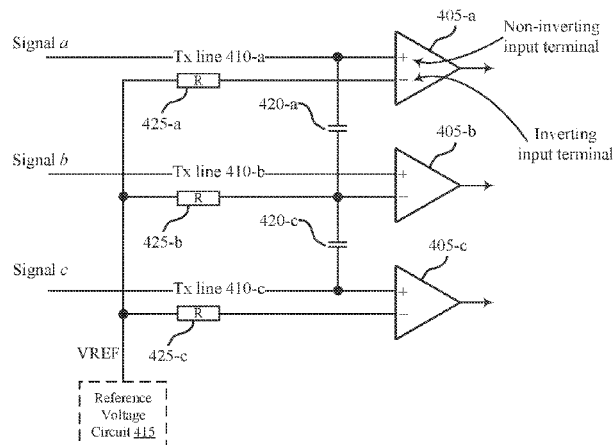 405-a
Non-inverting
input terminal
Signal a
Tx line 410-a
+
R
−
425-a
420-a
Inverting
input terminal
405-b
Signal b
Tx line 410-b
+
R
−
425-b
420-c
405-c
Signal c
Tx line 410-c
+
R
−
VREF
425-c
Reference
Voltage
Circuit 415